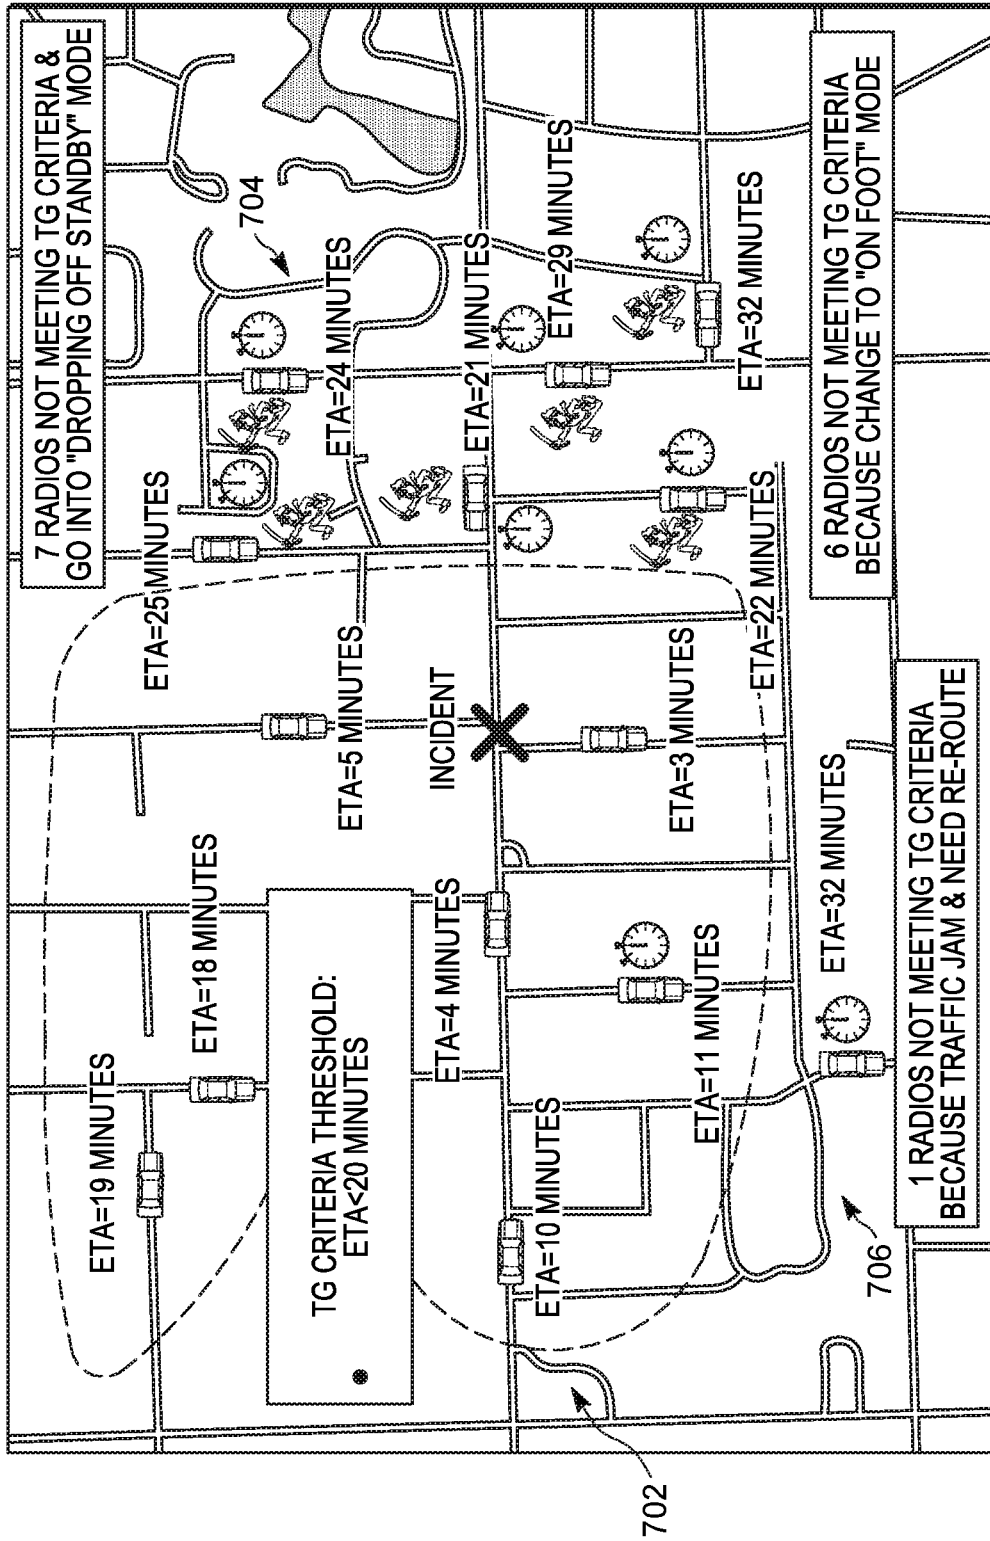 7 RADIOS NOT MEETING TG CRITERIA &
GO INTO "DROPPING OFF STANDBY" MODE
704
ETA=19 MINUTES
ETA=18 MINUTES
ETA=25 MINUTES
ETA=24 MINUTES
TG CRITERIA THRESHOLD:
ETA<20 MINUTES
ETA=5 MINUTES
ETA=4 MINUTES
INCIDENT
ETA=21 MINUTES
ETA=29 MINUTES
ETA=10 MINUTES
ETA=11 MINUTES
ETA=3 MINUTES
ETA=22 MINUTES
ETA=32 MINUTES
702
706
ETA=32 MINUTES
1 RADIOS NOT MEETING TG CRITERIA
BECAUSE TRAFFIC JAM & NEED RE-ROUTE
6 RADIOS NOT MEETING TG CRITERIA
BECAUSE CHANGE TO "ON FOOT" MODE